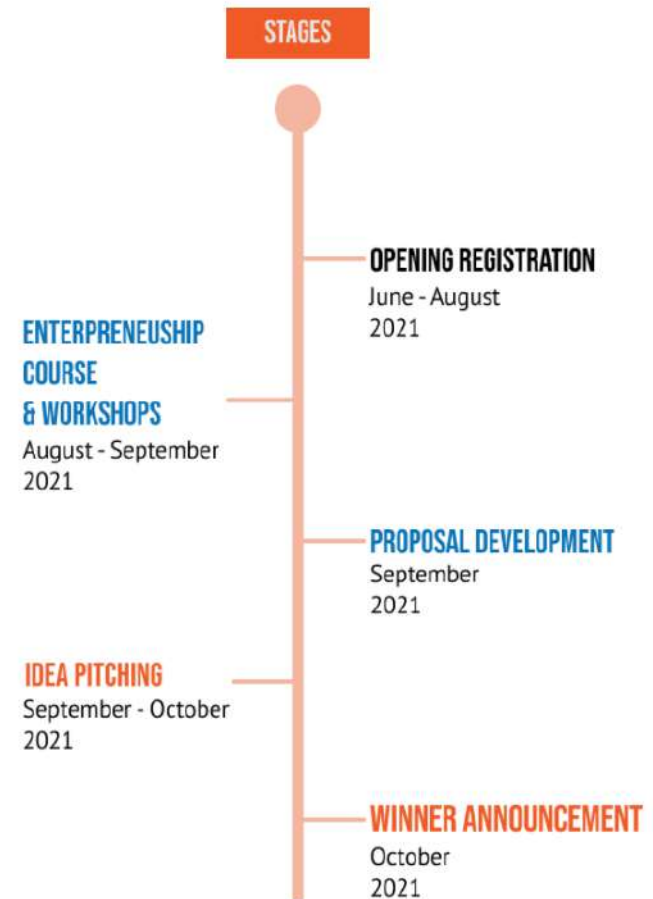 STAGES
OPENING REGISTRATION
June - August
2021
ENTERPRENEUSHIP
COURSE
& WORKSHOPS
August - September
2021
PROPOSAL DEVELOPMENT
September
2021
IDEA PITCHING
September - October
2021
WINNER ANNOUNCEMENT
October
2021